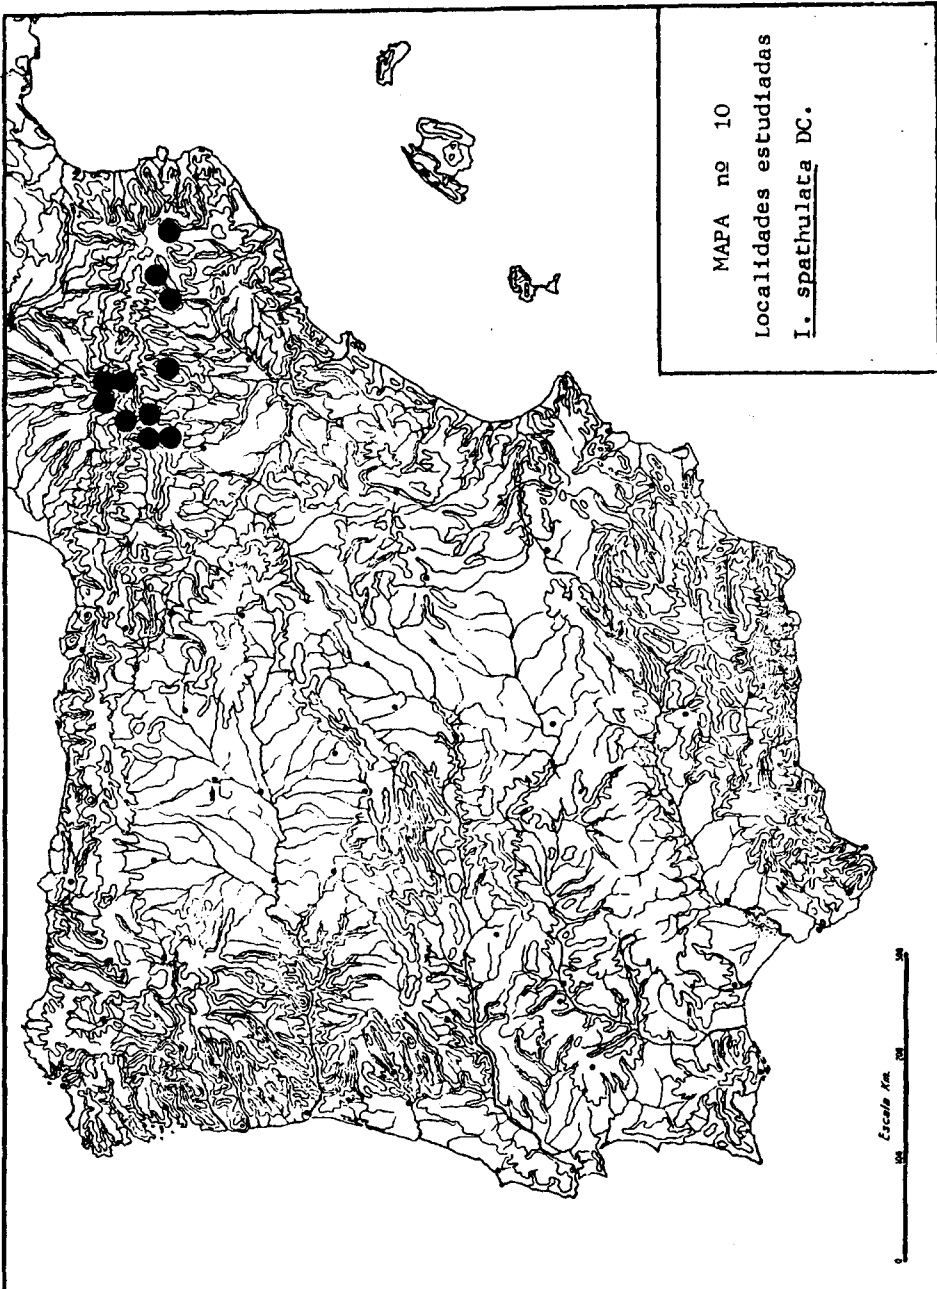 MAPA nº 10
Localidades estudiadas
I. spathulata DC.
Escala Km.
0 100 200 300